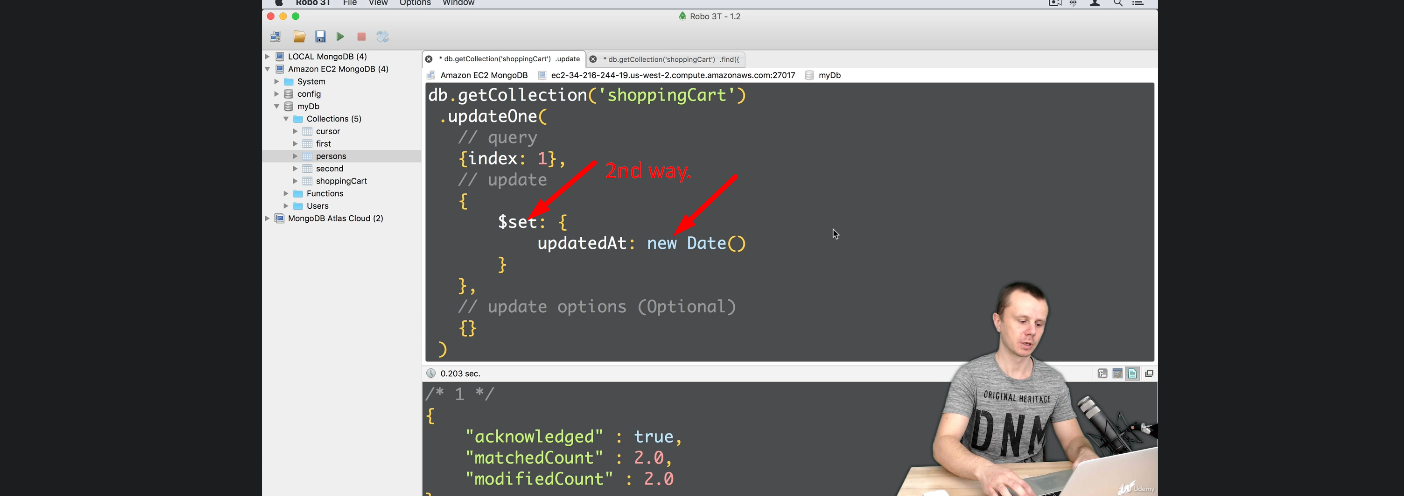 Robo 3T File View Options Window
Robo 3T - 1.2
LOCAL MongoDB (4)
Amazon EC2 MongoDB (4)
System
config
myDb
Collections (5)
cursor
first
persons
second
shoppingCart
Functions
Users
MongoDB Atlas Cloud (2)
* db.getCollection('shoppingCart') .update
* db.getCollection('shoppingCart') .find({
Amazon EC2 MongoDB ec2-34-216-244-19.us-west-2.compute.amazonaws.com:27017 myDb
db.getCollection('shoppingCart')
.updateOne(
// query
{index: 1},
2nd way.
// update
{
$set: {
updatedAt: new Date()
}
},
// update options (Optional)
{}
)
0.203 sec.
/* 1 */
{
"acknowledged" : true,
"matchedCount" : 2.0,
"modifiedCount" : 2.0
ORIGINAL HERITAGE
DNM
Udemy